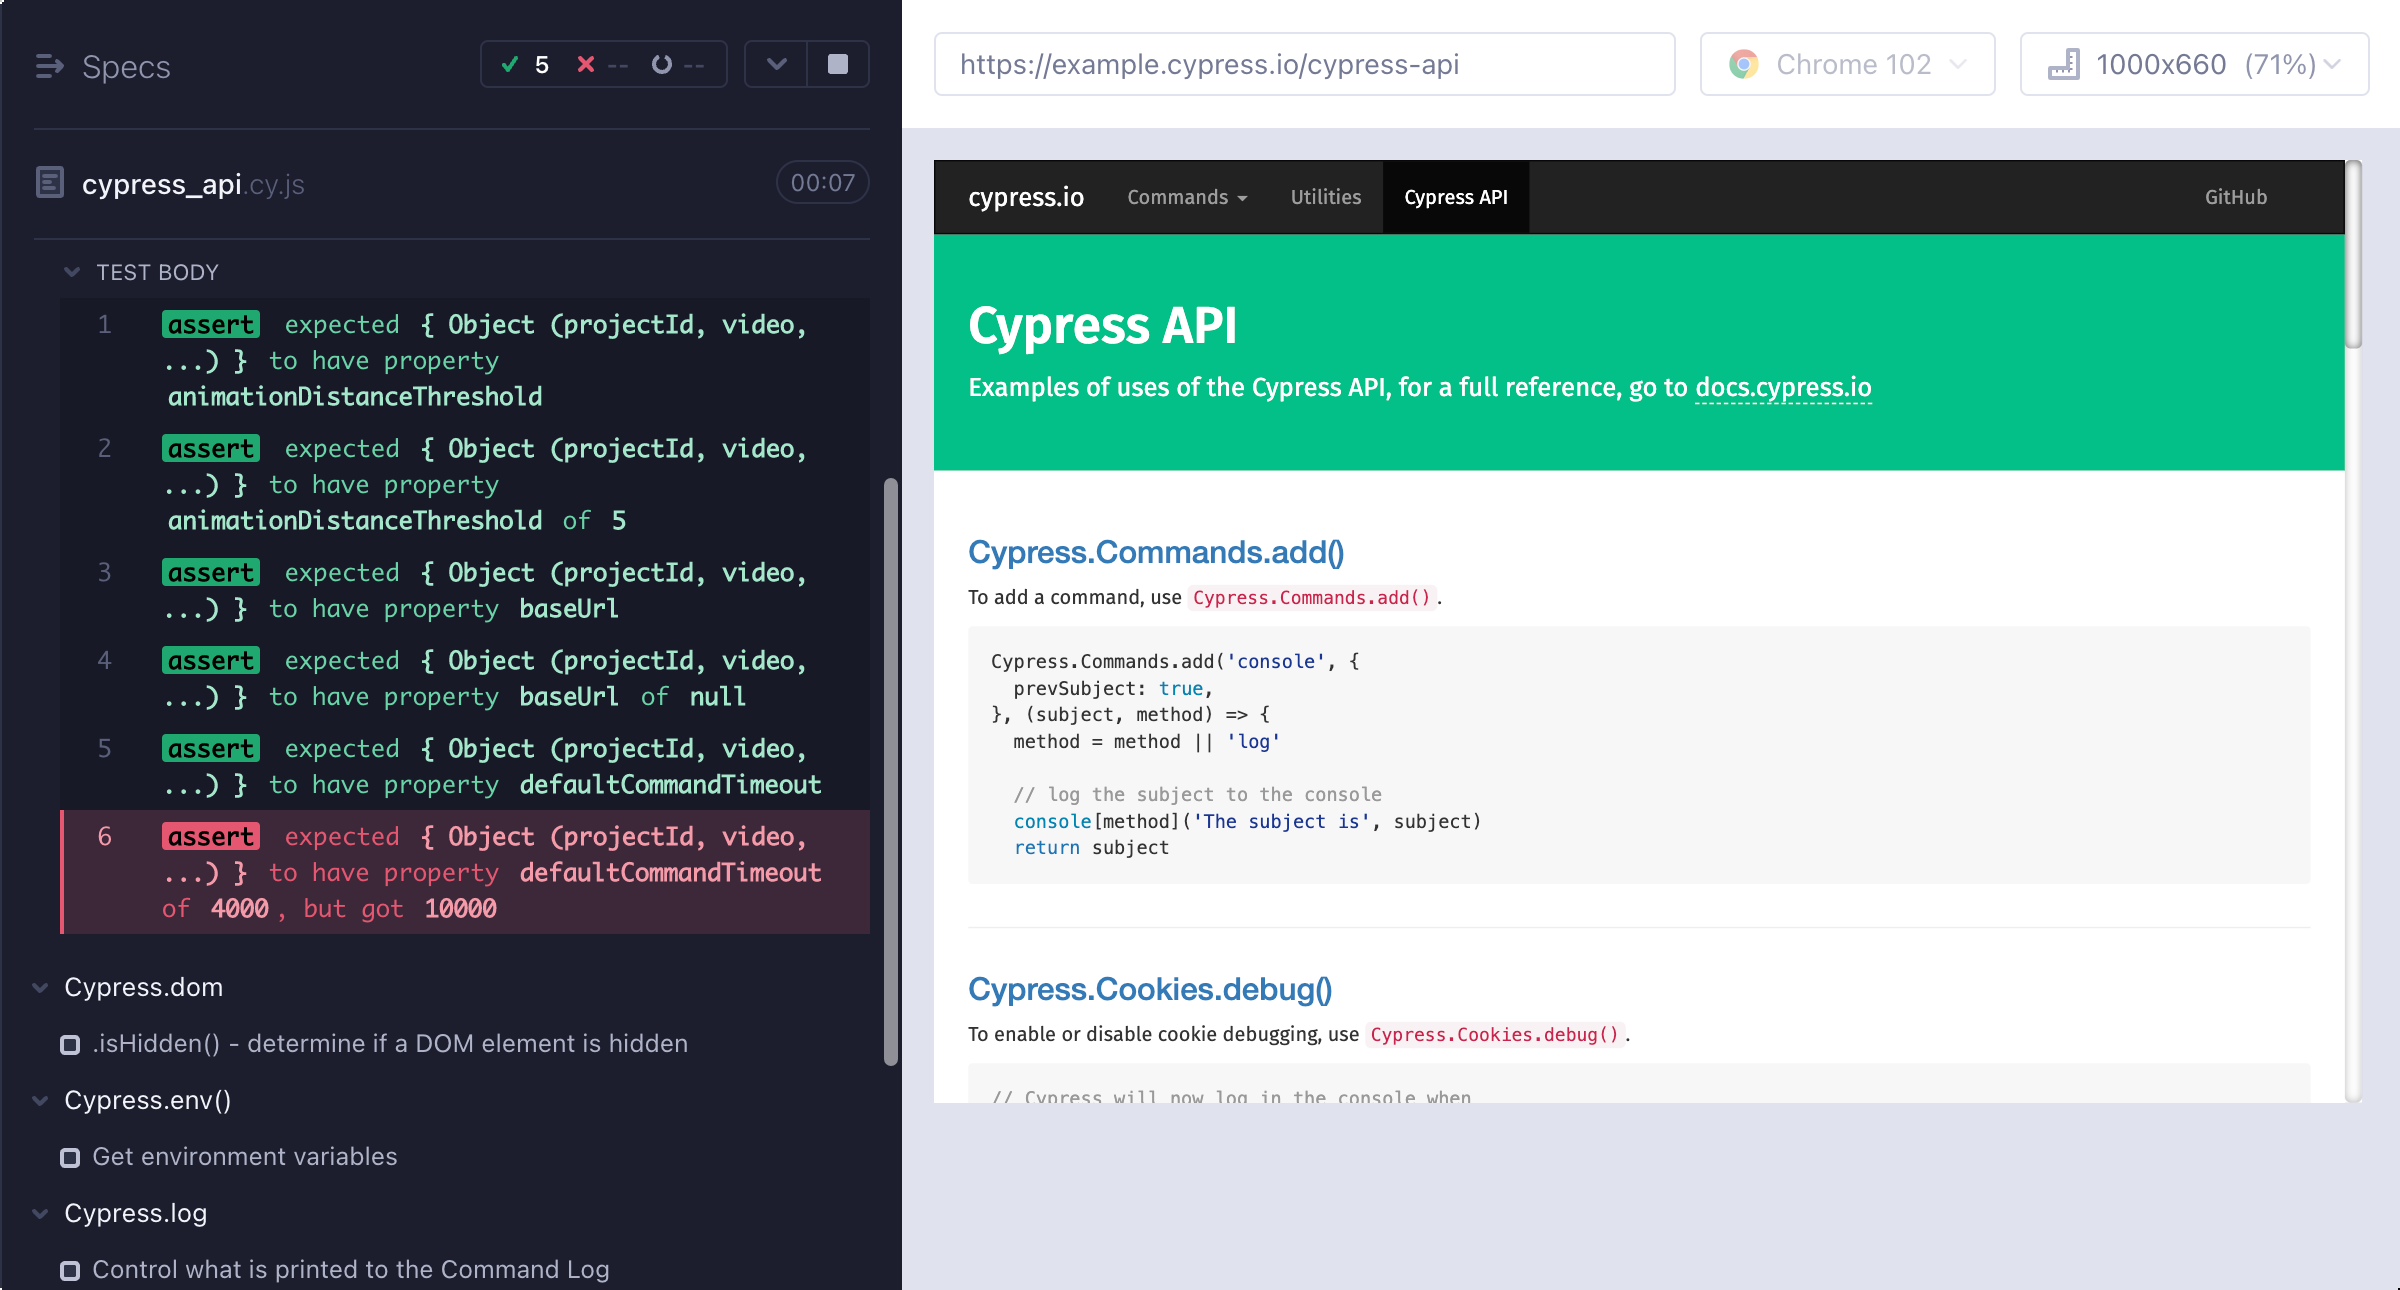 Specs
5 -- --
cypress_api.cy.js
00:07
TEST BODY
1 assert expected { Object (projectId, video,
...) } to have property
animationDistanceThreshold
2 assert expected { Object (projectId, video,
...) } to have property
animationDistanceThreshold of 5
3 assert expected { Object (projectId, video,
...) } to have property baseUrl
4 assert expected { Object (projectId, video,
...) } to have property baseUrl of null
5 assert expected { Object (projectId, video,
...) } to have property defaultCommandTimeout
6 assert expected { Object (projectId, video,
...) } to have property defaultCommandTimeout
of 4000, but got 10000
Cypress.dom
.isHidden() - determine if a DOM element is hidden
Cypress.env()
Get environment variables
Cypress.log
Control what is printed to the Command Log
https://example.cypress.io/cypress-api
Chrome 102
1000x660 (71%)
cypress.io Commands Utilities Cypress API GitHub
Cypress API
Examples of uses of the Cypress API, for a full reference, go to docs.cypress.io
Cypress.Commands.add()
To add a command, use Cypress.Commands.add().
Cypress.Commands.add('console', {
prevSubject: true,
}, (subject, method) => {
method = method || 'log'
// log the subject to the console
console[method]('The subject is', subject)
return subject
Cypress.Cookies.debug()
To enable or disable cookie debugging, use Cypress.Cookies.debug().
// Cypress will now log in the console when